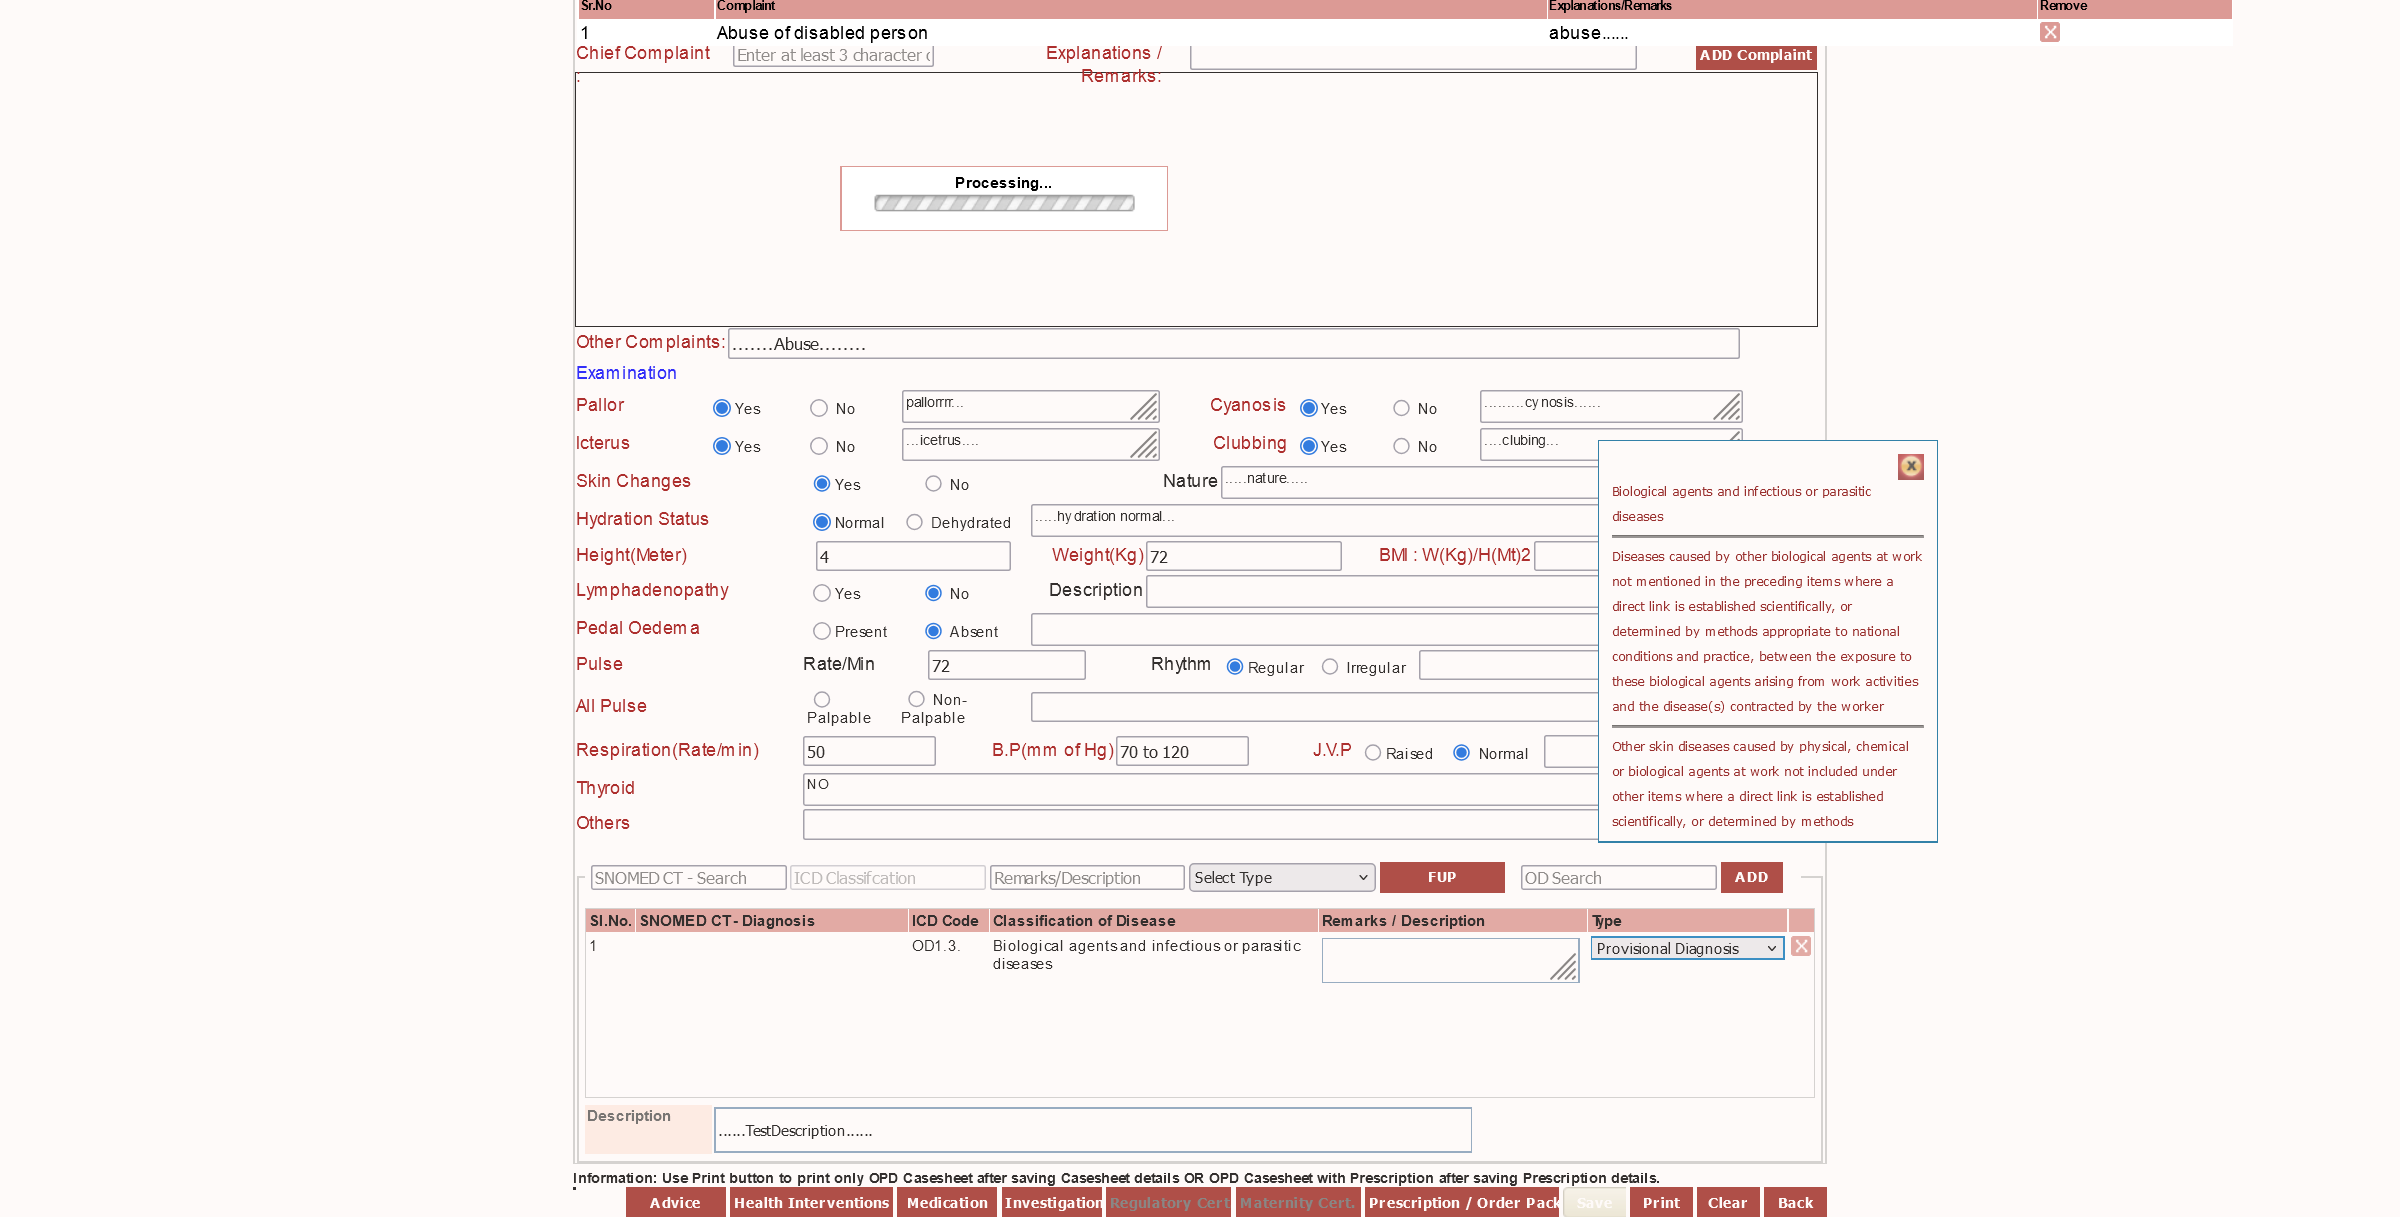 Sr.No Complaint Explanations/Remarks Remove
1 Abuse of disabled person abuse......
Chief Complaint : Enter at least 3 character Explanations / Remarks: ADD Complaint
Processing...
Other Complaints: .......Abuse........
Examination
Pallor Yes No pallorrrr... Cyanosis Yes No .........cynosis......
Icterus Yes No ...icetrus.... Clubbing Yes No ....clubing...
Skin Changes Yes No Nature .....nature.....
Hydration Status Normal Dehydrated .....hydration normal...
Height(Meter) 4 Weight(Kg) 72 BMI : W(Kg)/H(Mt)2
Lymphadenopathy Yes No Description
Pedal Oedema Present Absent
Pulse Rate/Min 72 Rhythm Regular Irregular
All Pulse Palpable Non-Palpable
Respiration(Rate/min) 50 B.P(mm of Hg) 70 to 120 J.V.P Raised Normal
Thyroid NO
Others
X
Biological agents and infectious or parasitic
diseases
Diseases caused by other biological agents at work
not mentioned in the preceding items where a
direct link is established scientifically, or
determined by methods appropriate to national
conditions and practice, between the exposure to
these biological agents arising from work activities
and the disease(s) contracted by the worker
Other skin diseases caused by physical, chemical
or biological agents at work not included under
other items where a direct link is established
scientifically, or determined by methods
SNOMED CT - Search ICD Classifcation Remarks/Description Select Type FUP OD Search ADD
Sl.No. SNOMED CT- Diagnosis ICD Code Classification of Disease Remarks / Description Type
1 OD1.3. Biological agents and infectious or parasitic Provisional Diagnosis
diseases
Description ......TestDescription......
Information: Use Print button to print only OPD Casesheet after saving Casesheet details OR OPD Casesheet with Prescription after saving Prescription details.
Advice Health Interventions Medication Investigation Regulatory Cert Maternity Cert. Prescription / Order Pack Save Print Clear Back